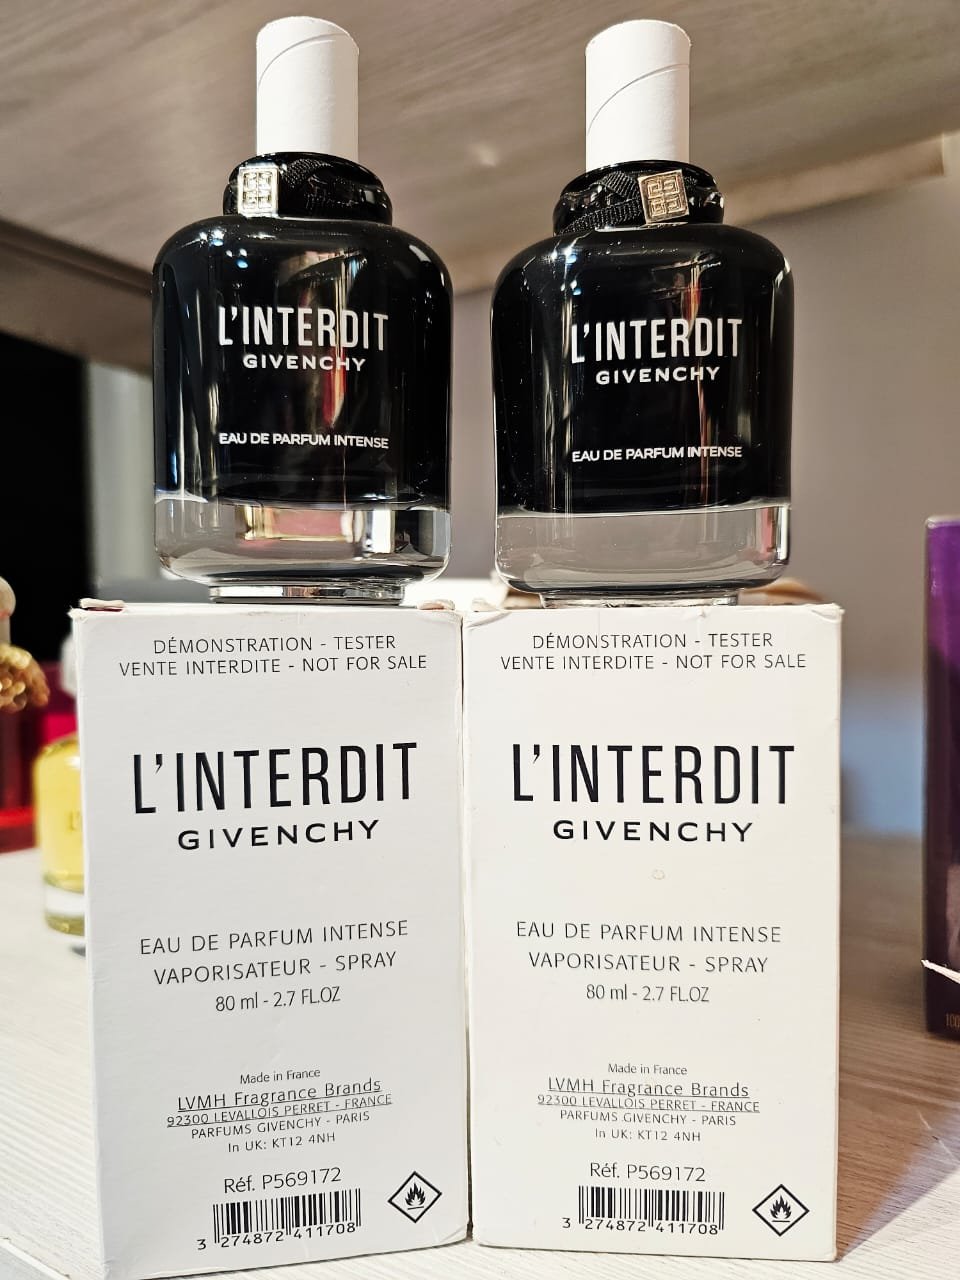 L'INTERDIT
GIVENCHY
EAU DE PARFUM INTENSE
L'INTERDIT
GIVENCHY
EAU DE PARFUM INTENSE
DÉMONSTRATION - TESTER
VENTE INTERDITE - NOT FOR SALE
L'INTERDIT
GIVENCHY
EAU DE PARFUM INTENSE
VAPORISATEUR - SPRAY
80 ml - 2.7 FL.OZ
Made in France
LVMH Fragrance Brands
92300 LEVALLOIS PERRET - FRANCE
PARFUMS GIVENCHY - PARIS
In UK: KT12 4NH
Réf. P569172
3 274872 411708
DÉMONSTRATION - TESTER
VENTE INTERDITE - NOT FOR SALE
L'INTERDIT
GIVENCHY
EAU DE PARFUM INTENSE
VAPORISATEUR - SPRAY
80 ml - 2.7 FL.OZ
Made in France
LVMH Fragrance Brands
92300 LEVALLOIS PERRET - FRANCE
PARFUMS GIVENCHY - PARIS
In UK: KT12 4NH
Réf. P569172
3 274872 411708